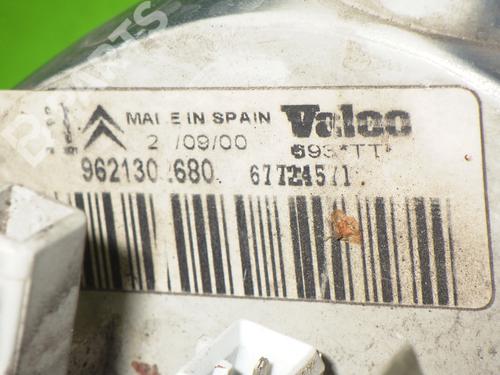 MADE IN SPAIN Valeo
2 /09/00 593*TT*
962130 680 67724571